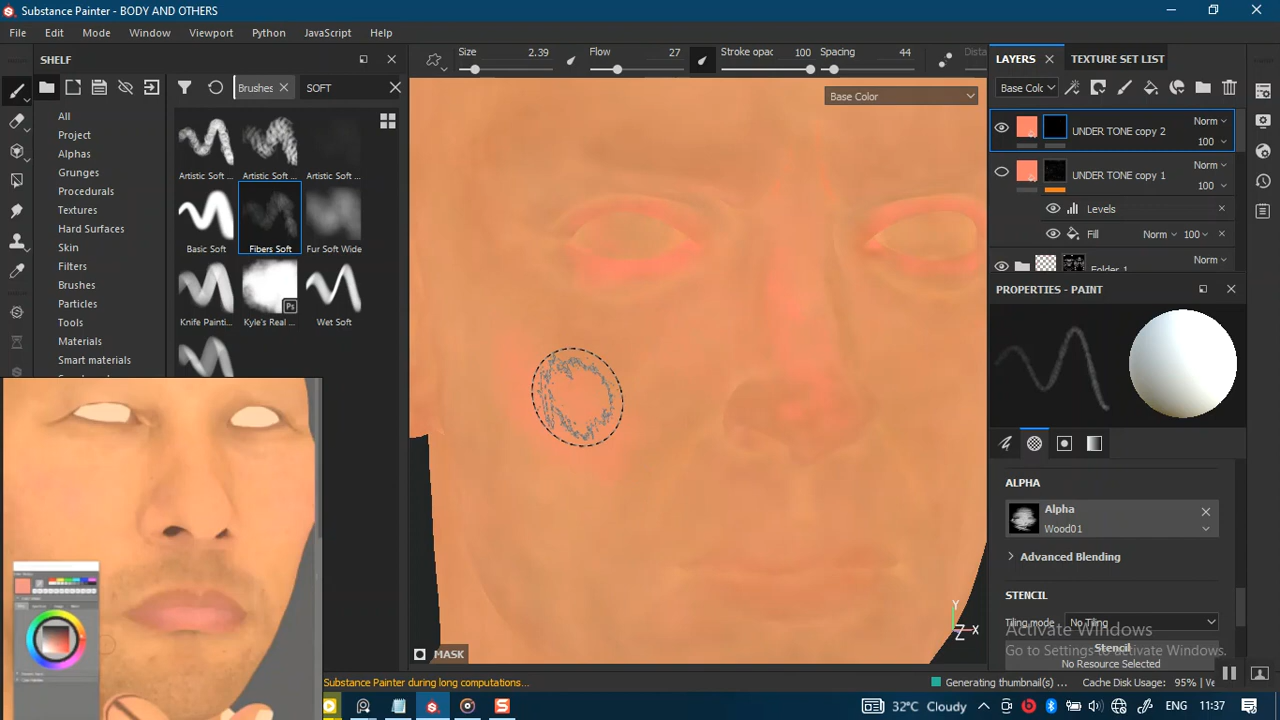 Substance Painter - BODY AND OTHERS
File Edit Mode Window Viewport Python JavaScript Help
SHELF
Size 2.39 Flow 27 Stroke opac 100 Spacing 44 Dista
LAYERS TEXTURE SET LIST
Brushes SOFT
Base Colc
Base Color
All
Project
Alphas
Grunges
Procedurals
Textures
Hard Surfaces
Skin
Filters
Brushes
Particles
Tools
Materials
Smart materials
Artistic Soft ... Artistic Soft ... Artistic Soft ...
Basic Soft Fibers Soft Fur Soft Wide
Knife Painti... Kyle's Real ... Wet Soft
Ps
UNDER TONE copy 2 Norm 100
UNDER TONE copy 1 Norm 100
Levels
Fill Norm 100
Folder 1 Norm
PROPERTIES - PAINT
ALPHA
Alpha
Wood01
Advanced Blending
STENCIL
Tiling mode No Tiling
Stencil
No Resource Selected
Activate Windows
Go to Settings to activate Windows.
Y
Z X
MASK
Substance Painter during long computations...
Generating thumbnail(s) ... Cache Disk Usage: 95% | Ve
32°C Cloudy ENG 11:37